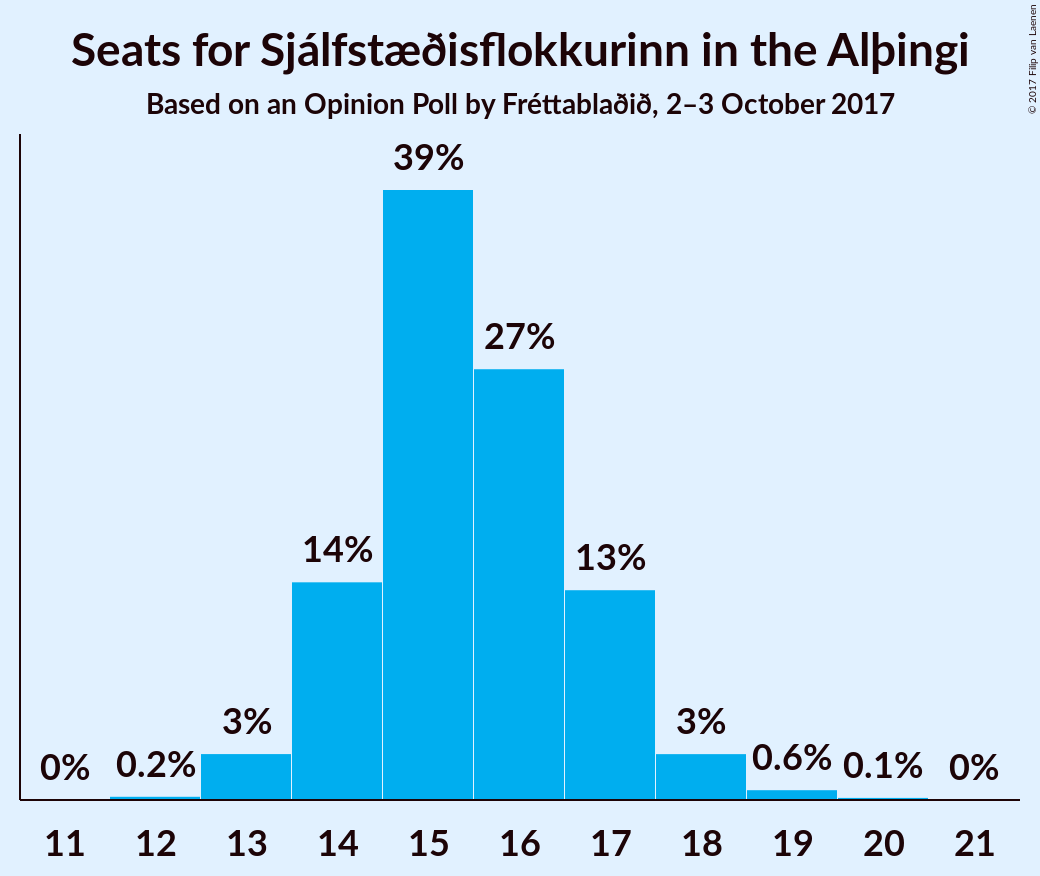 Seats for Sjálfstæðisflokkurinn in the Alþingi
Based on an Opinion Poll by Fréttablaðið, 2–3 October 2017
© 2017 Filip van Laenen
39%
27%
14%
13%
3%
3%
0%
0.2%
0.6%
0.1%
0%
11 12 13 14 15 16 17 18 19 20 21